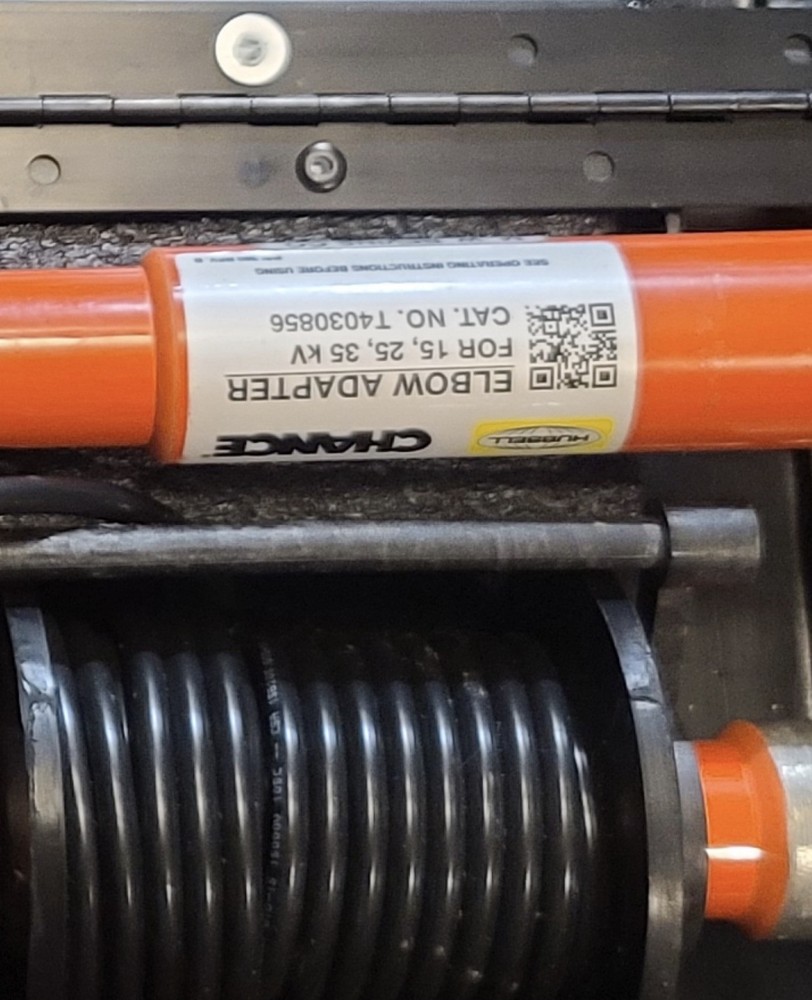 HUBBELL
CHANCE
ELBOW ADAPTER
FOR 15, 25, 35 kV
CAT. NO. T4030856
SEE OPERATING INSTRUCTIONS BEFORE USING